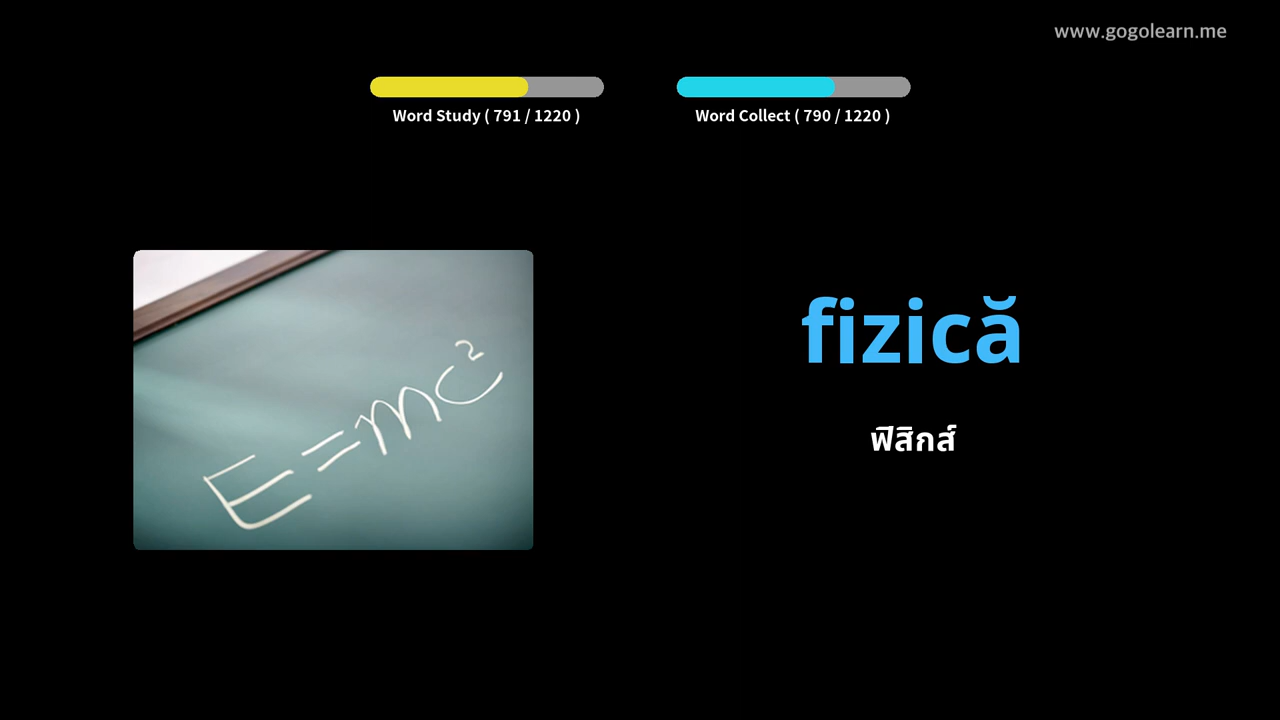 www.gogolearn.me
Word Study ( 791 / 1220 )
Word Collect ( 790 / 1220 )
E=mc²
fizică
ฟิสิกส์